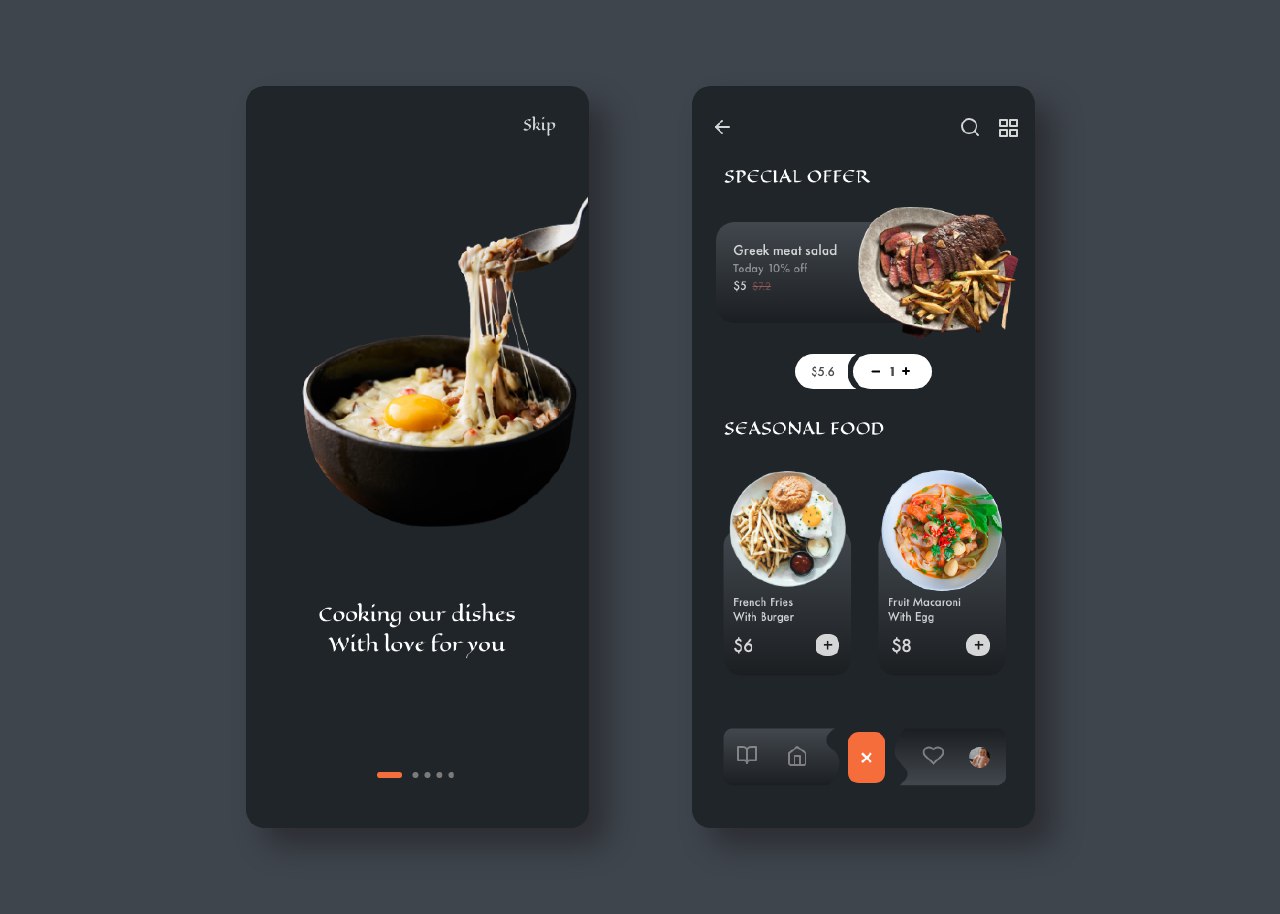 Skip
Cooking our dishes
With love for you
SPECIAL OFFER
Greek meat salad
Today 10% off
$5 $7.2
$5.6 − 1 +
SEASONAL FOOD
French Fries
With Burger
$6 +
Fruit Macaroni
With Egg
$8 +